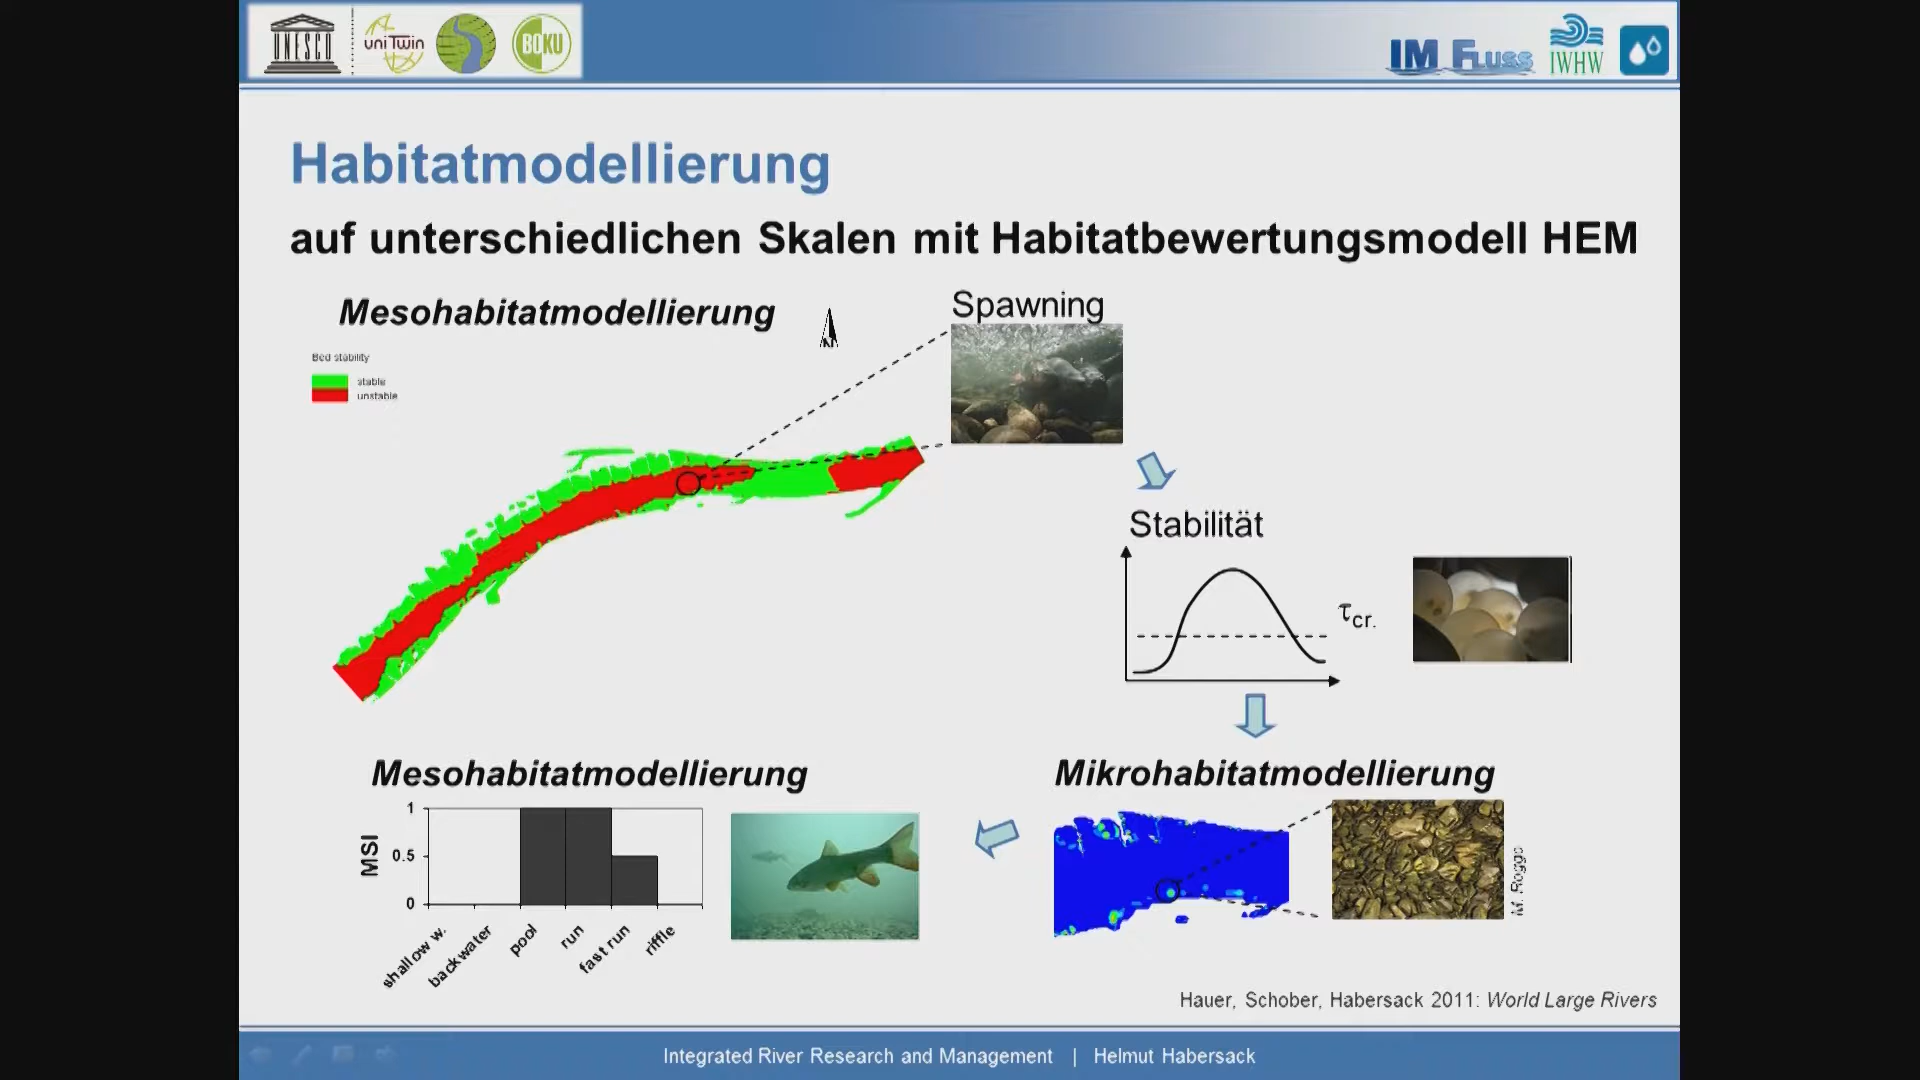 UNESCO
uniTwin
BOKU
IM FLUSS
IWHW
Habitatmodellierung
auf unterschiedlichen Skalen mit Habitatbewertungsmodell HEM
Mesohabitatmodellierung
N
Spawning
Bed stability
stable
unstable
Stabilität
τcr.
Mesohabitatmodellierung
Mikrohabitatmodellierung
MSI
1
0.5
0
shallow w.
backwater
pool
run
fast run
riffle
M. Roggo
Hauer, Schober, Habersack 2011: World Large Rivers
Integrated River Research and Management | Helmut Habersack